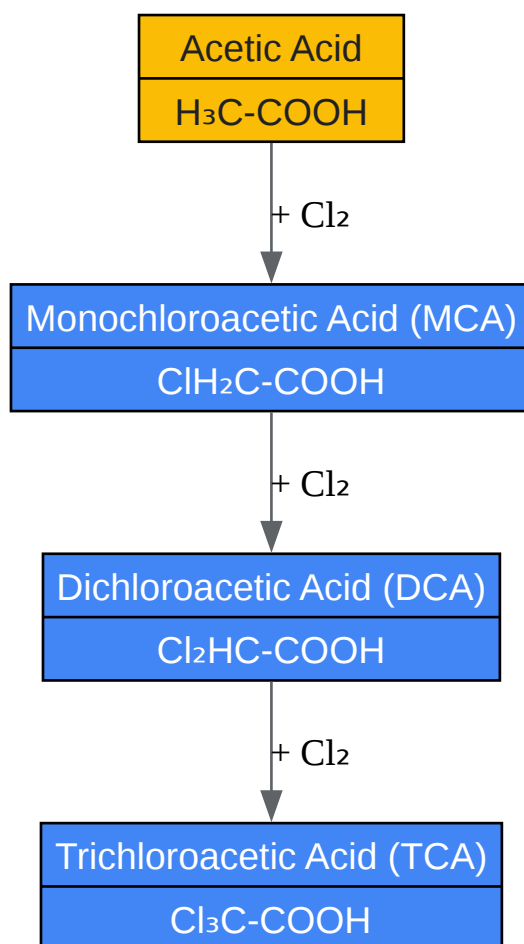 Acetic Acid
H₃C-COOH
+ Cl₂
Monochloroacetic Acid (MCA)
ClH₂C-COOH
+ Cl₂
Dichloroacetic Acid (DCA)
Cl₂HC-COOH
+ Cl₂
Trichloroacetic Acid (TCA)
Cl₃C-COOH